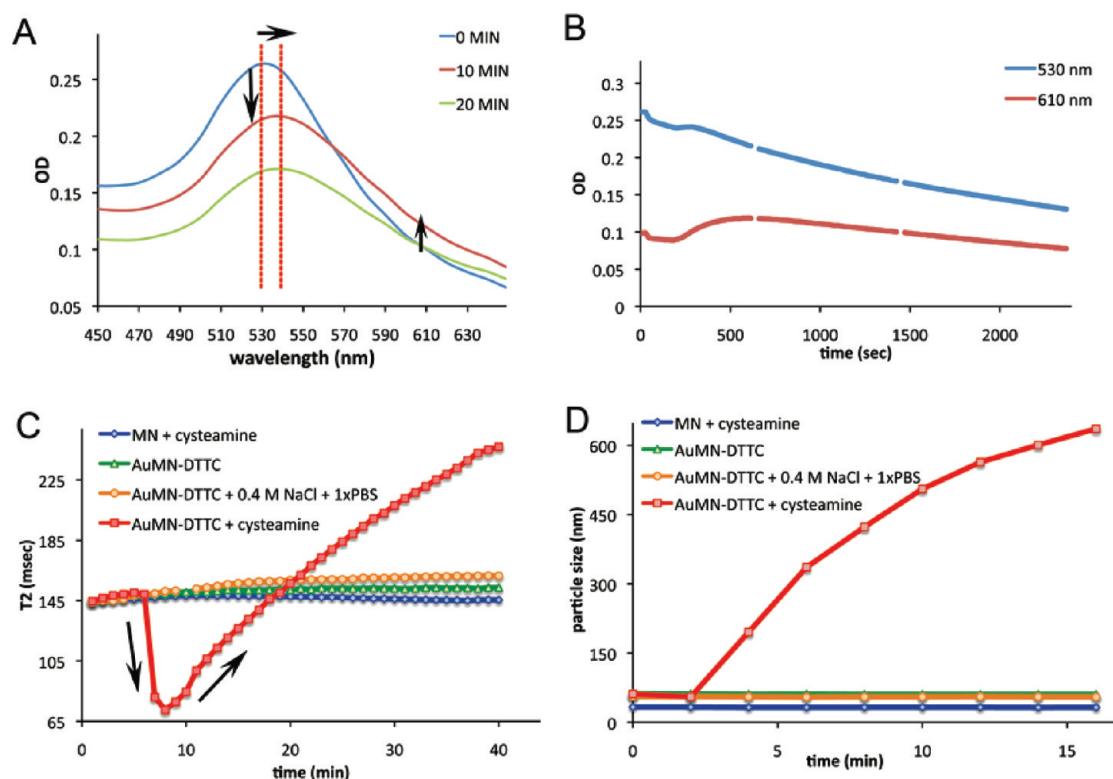 A
0 MIN
10 MIN
20 MIN
0.25
0.2
0.15
0.1
0.05
OD
450 470 490 510 530 550 570 590 610 630
wavelength (nm)
B
530 nm
610 nm
0.3
0.25
0.2
0.15
0.1
0.05
0
OD
0 500 1000 1500 2000
time (sec)
C
MN + cysteamine
AuMN-DTTC
AuMN-DTTC + 0.4 M NaCl + 1xPBS
AuMN-DTTC + cysteamine
225
185
145
105
65
T2 (msec)
0 10 20 30 40
time (min)
D
MN + cysteamine
AuMN-DTTC
AuMN-DTTC + 0.4 M NaCl + 1xPBS
AuMN-DTTC + cysteamine
600
450
300
150
0
particle size (nm)
0 5 10 15
time (min)